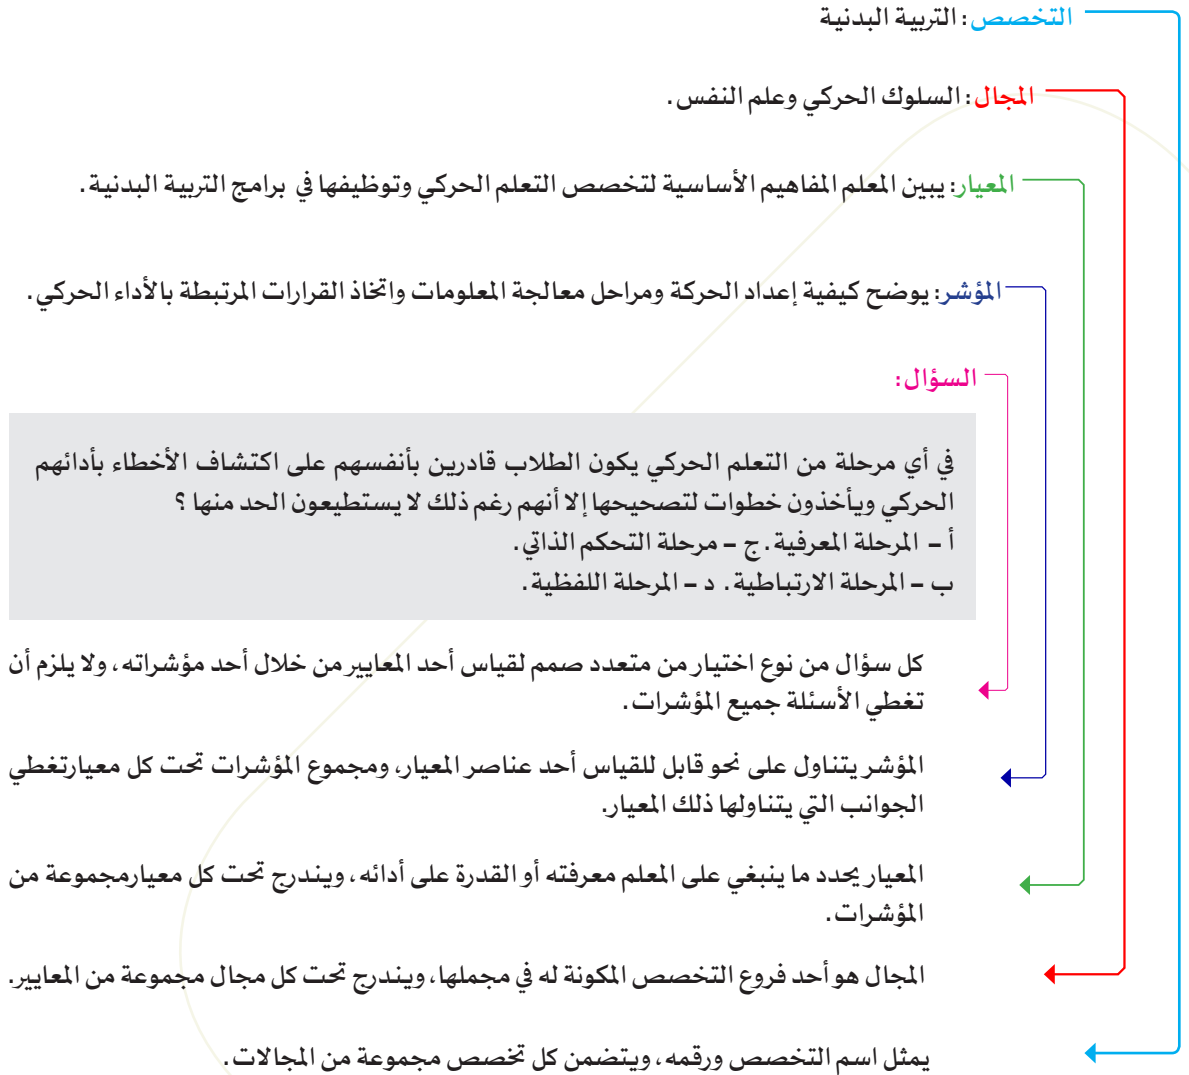 التخصص: التربية البدنية
المجال: السلوك الحركي وعلم النفس.
المعيار: يبين المعلم المفاهيم الأساسية لتخصص التعلم الحركي وتوظيفها في برامج التربية البدنية.
المؤشر: يوضح كيفية إعداد الحركة ومراحل معالجة المعلومات واتخاذ القرارات المرتبطة بالأداء الحركي.
السؤال:
في أي مرحلة من التعلم الحركي يكون الطلاب قادرين بأنفسهم على اكتشاف الأخطاء بأدائهم
الحركي ويأخذون خطوات لتصحيحها إلا أنهم رغم ذلك لا يستطيعون الحد منها ؟
أ – المرحلة المعرفية. ج – مرحلة التحكم الذاتي.
ب – المرحلة الارتباطية. د – المرحلة اللفظية.
كل سؤال من نوع اختيار من متعدد صمم لقياس أحد المعايير من خلال أحد مؤشراته، ولا يلزم أن
تغطي الأسئلة جميع المؤشرات.
المؤشر يتناول على نحو قابل للقياس أحد عناصر المعيار، ومجموع المؤشرات تحت كل معيارتغطي
الجوانب التي يتناولها ذلك المعيار.
المعيار يحدد ما ينبغي على المعلم معرفته أو القدرة على أدائه، ويندرج تحت كل معيارمجموعة من
المؤشرات.
المجال هو أحد فروع التخصص المكونة له في مجملها، ويندرج تحت كل مجال مجموعة من المعايير.
يمثل اسم التخصص ورقمه، ويتضمن كل تخصص مجموعة من المجالات.